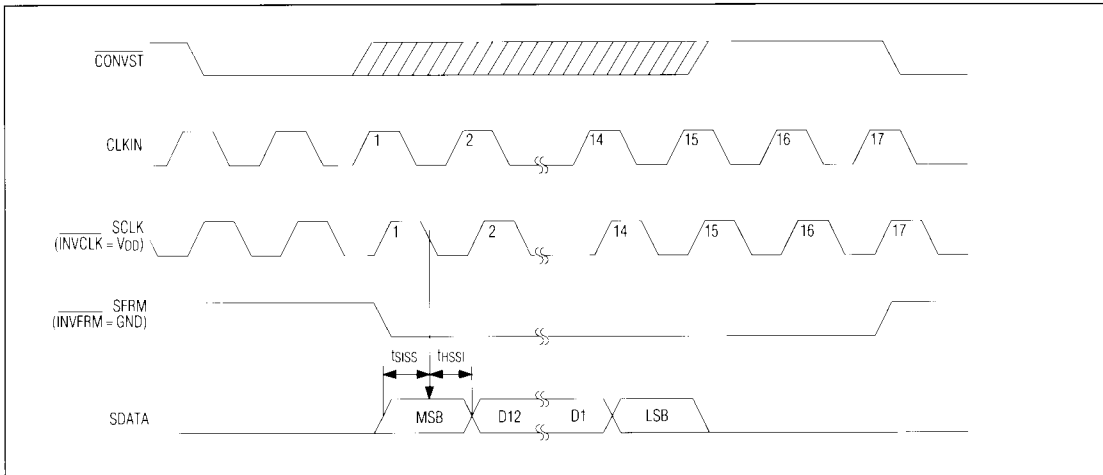 CONVST
CLKIN
1 2 14 15 16 17
SCLK
(INVCLK = VDD)
1 2 14 15 16 17
SFRM
(INVFRM = GND)
tSISS tHSSI
SDATA
MSB D12 D1 LSB